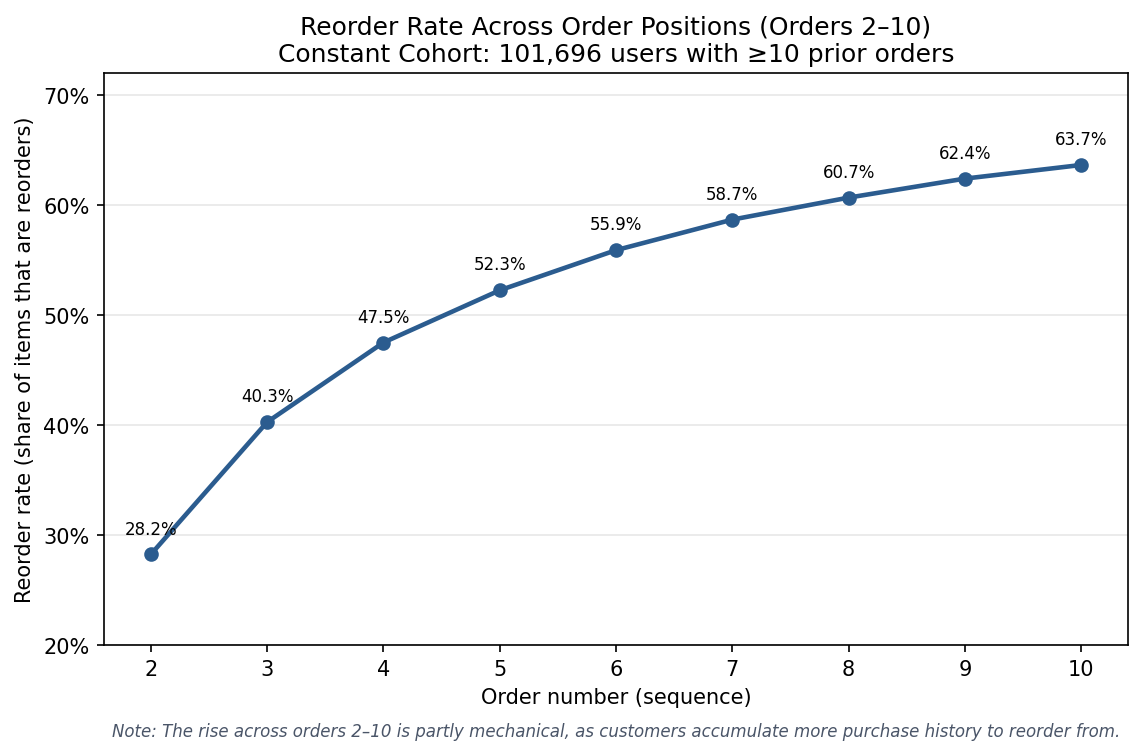 Reorder Rate Across Order Positions (Orders 2–10)
Constant Cohort: 101,696 users with ≥10 prior orders
Reorder rate (share of items that are reorders)
70%
60%
50%
40%
30%
20%
28.2%
40.3%
47.5%
52.3%
55.9%
58.7%
60.7%
62.4%
63.7%
2 3 4 5 6 7 8 9 10
Order number (sequence)
Note: The rise across orders 2–10 is partly mechanical, as customers accumulate more purchase history to reorder from.